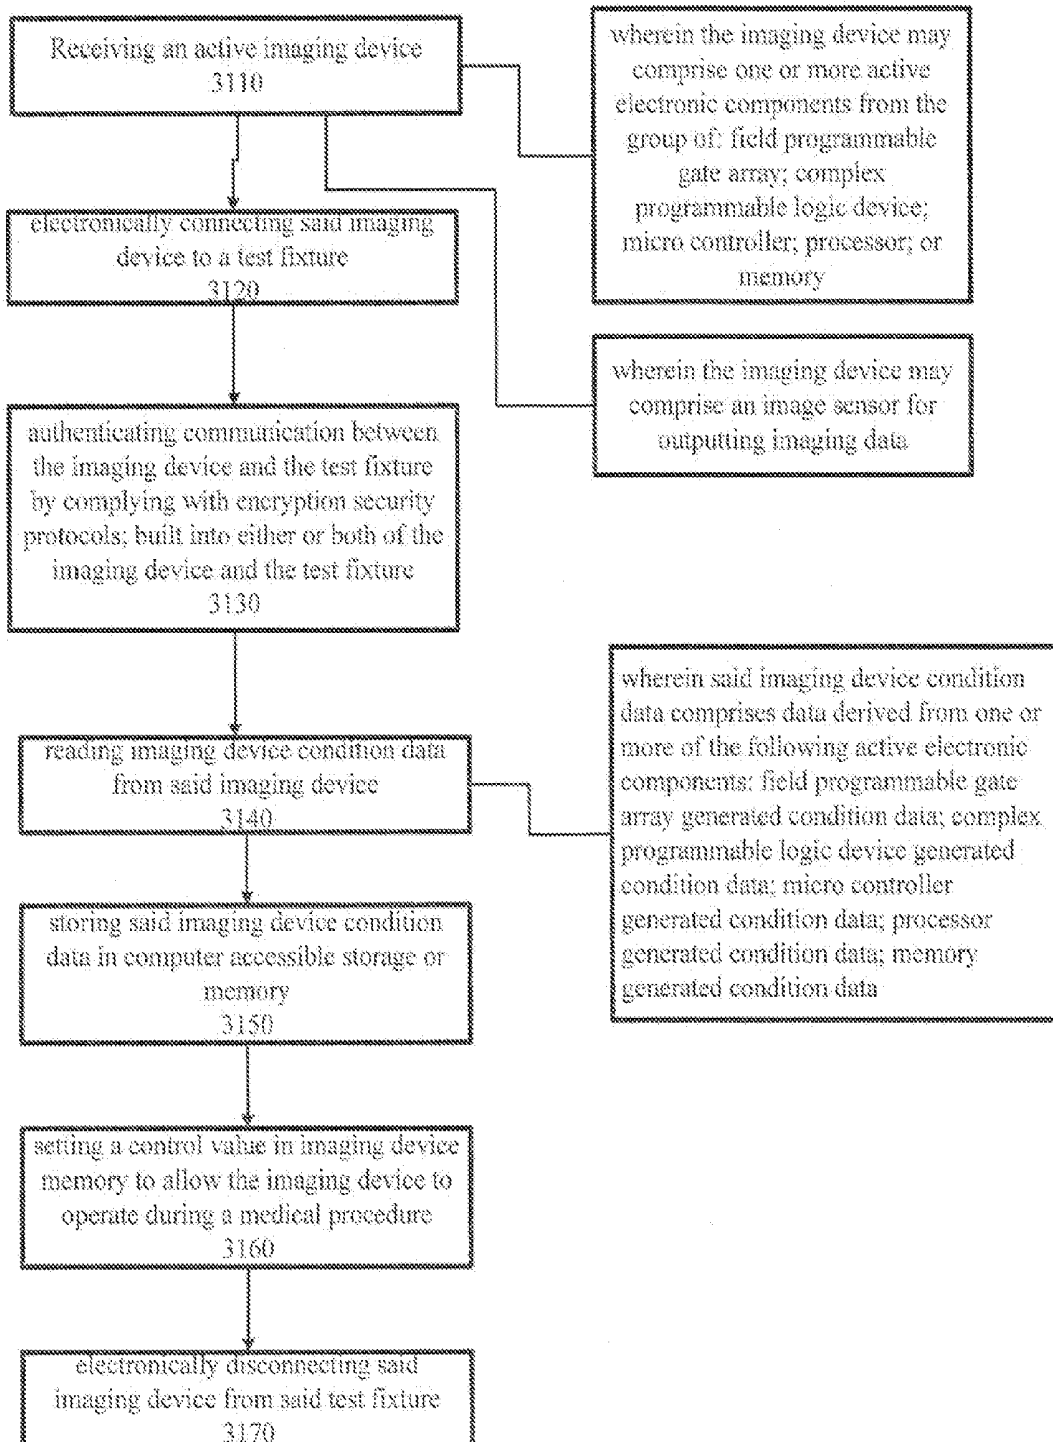 Receiving an active imaging device
3110
wherein the imaging device may
comprise one or more active
electronic components from the
group of: field programmable
gate array; complex
programmable logic device;
micro controller; processor; or
memory
electronically connecting said imaging
device to a test fixture
3120
wherein the imaging device may
comprise an image sensor for
outputting imaging data
authenticating communication between
the imaging device and the test fixture
by complying with encryption security
protocols; built into either or both of the
imaging device and the test fixture
3130
reading imaging device condition data
from said imaging device
3140
wherein said imaging device condition
data comprises data derived from one or
more of the following active electronic
components: field programmable gate
array generated condition data; complex
programmable logic device generated
condition data; micro controller
generated condition data; processor
generated condition data; memory
generated condition data
storing said imaging device condition
data in computer accessible storage or
memory
3150
setting a control value in imaging device
memory to allow the imaging device to
operate during a medical procedure
3160
electronically disconnecting said
imaging device from said test fixture
3170